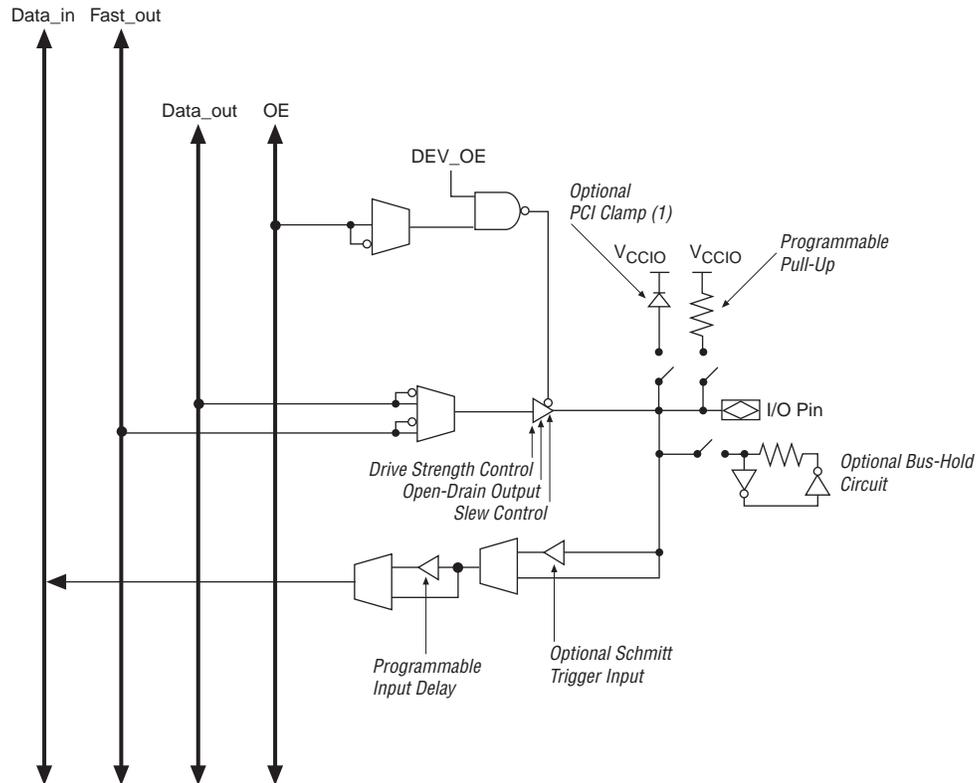 Data_in Fast_out
Data_out OE
DEV_OE
Optional
PCI Clamp (1)
VCCIO VCCIO
Programmable
Pull-Up
I/O Pin
Drive Strength Control
Open-Drain Output
Slew Control
Optional Bus-Hold
Circuit
Programmable
Input Delay
Optional Schmitt
Trigger Input